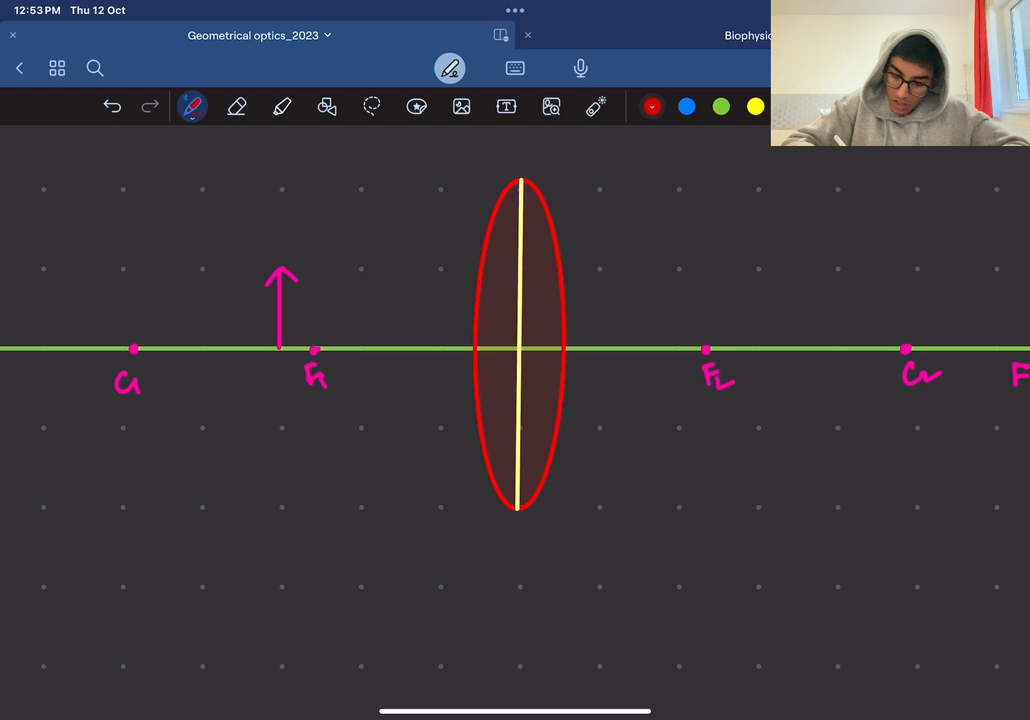 12:53 PM Thu 12 Oct
Geometrical optics_2023
Biophysic
T
C1
F1
F2
C2
F